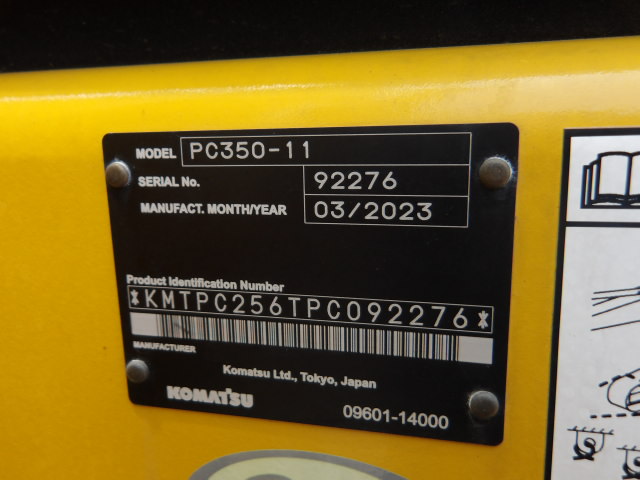 MODEL PC350-11
SERIAL No. 92276
MANUFACT. MONTH/YEAR 03/2023
Product Identification Number
*KMTPC256TPC092276*
MANUFACTURER
Komatsu Ltd., Tokyo, Japan
KOMATSU
09601-14000